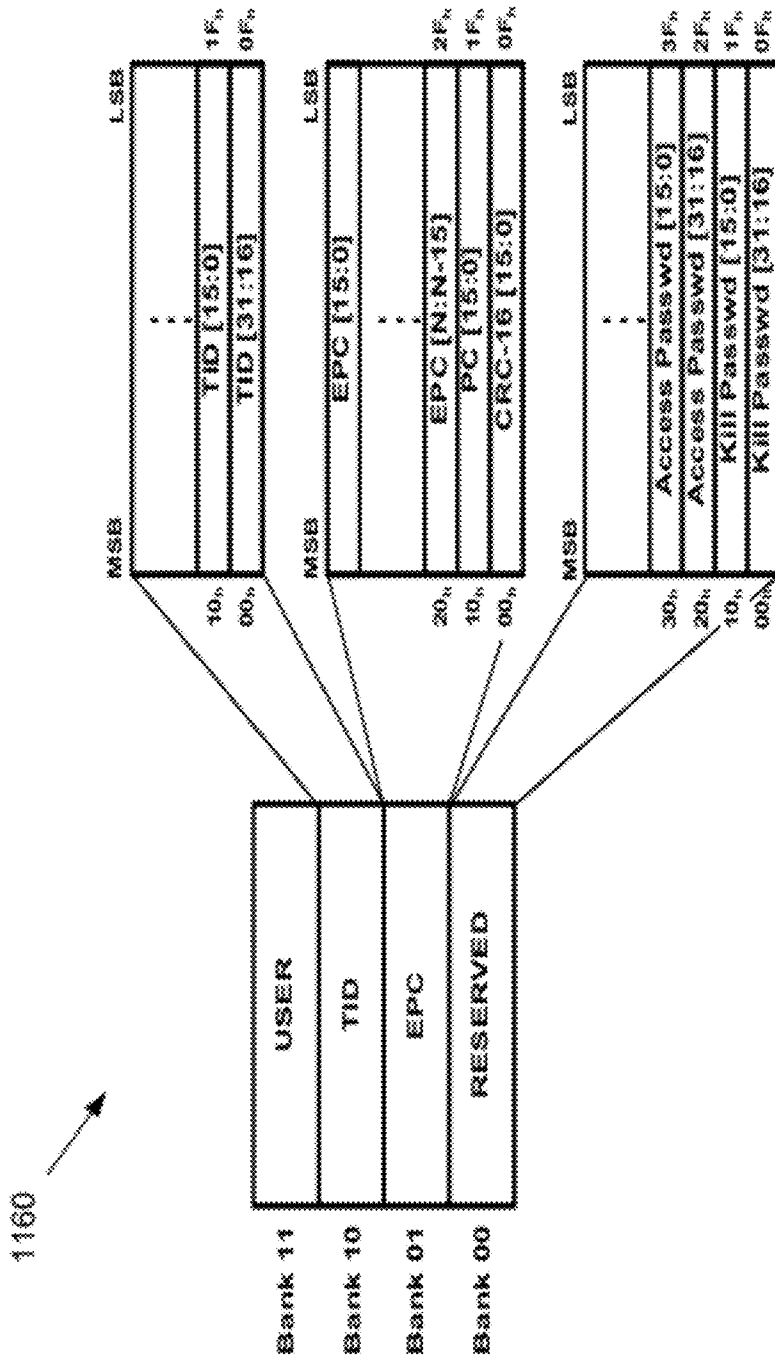 1160
Bank 11 USER
Bank 10 TID
Bank 01 EPC
Bank 00 RESERVED
MSB LSB
10h TID [15:0] 1Fh
00h TID [31:16] 0Fh
MSB LSB
EPC [15:0]
20h EPC [N:N-15] 2Fh
10h PC [15:0] 1Fh
00h CRC-16 [15:0] 0Fh
MSB LSB
30h Access Passwd [15:0] 3Fh
20h Access Passwd [31:16] 2Fh
10h Kill Passwd [15:0] 1Fh
00h Kill Passwd [31:16] 0Fh